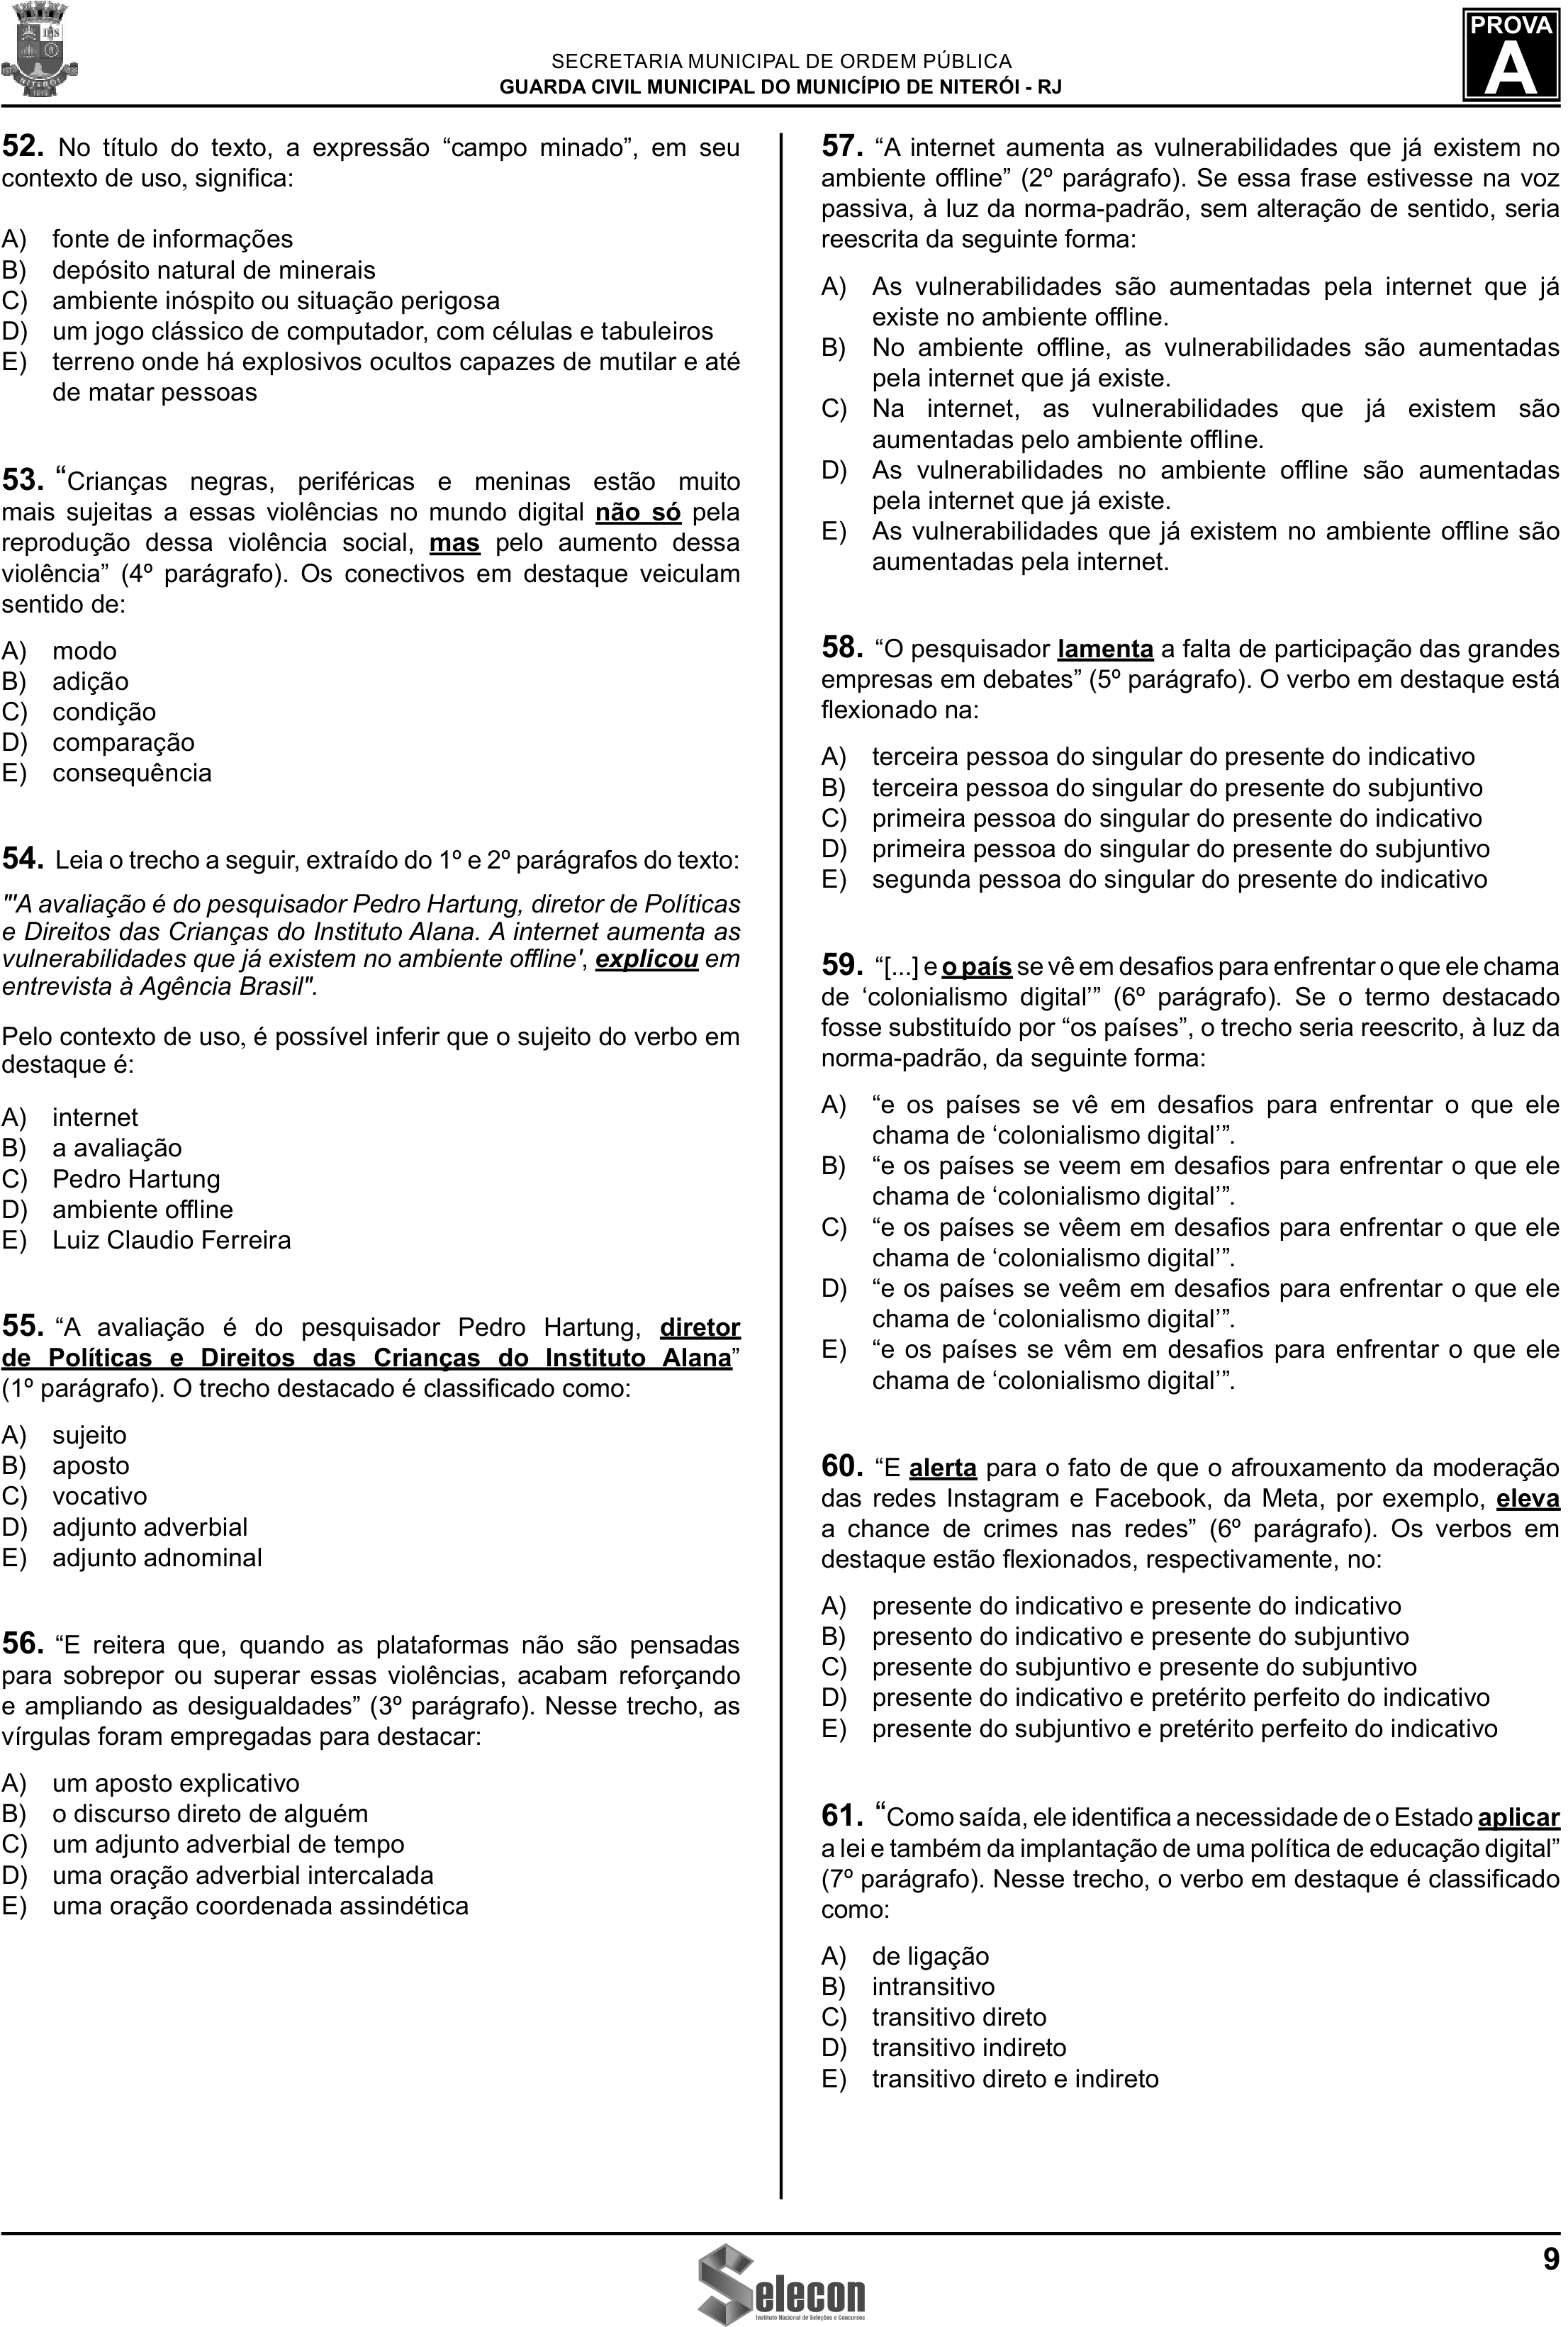 SECRETARIA MUNICIPAL DE ORDEM PÚBLICA
GUARDA CIVIL MUNICIPAL DO MUNICÍPIO DE NITERÓI - RJ
PROVA
A
52. No título do texto, a expressão “campo minado”, em seu
contexto de uso, significa:
A) fonte de informações
B) depósito natural de minerais
C) ambiente inóspito ou situação perigosa
D) um jogo clássico de computador, com células e tabuleiros
E) terreno onde há explosivos ocultos capazes de mutilar e até
de matar pessoas
53. “Crianças negras, periféricas e meninas estão muito
mais sujeitas a essas violências no mundo digital não só pela
reprodução dessa violência social, mas pelo aumento dessa
violência” (4º parágrafo). Os conectivos em destaque veiculam
sentido de:
A) modo
B) adição
C) condição
D) comparação
E) consequência
54. Leia o trecho a seguir, extraído do 1º e 2º parágrafos do texto:
"'A avaliação é do pesquisador Pedro Hartung, diretor de Políticas
e Direitos das Crianças do Instituto Alana. A internet aumenta as
vulnerabilidades que já existem no ambiente offline', explicou em
entrevista à Agência Brasil".
Pelo contexto de uso, é possível inferir que o sujeito do verbo em
destaque é:
A) internet
B) a avaliação
C) Pedro Hartung
D) ambiente offline
E) Luiz Claudio Ferreira
55. “A avaliação é do pesquisador Pedro Hartung, diretor
de Políticas e Direitos das Crianças do Instituto Alana”
(1º parágrafo). O trecho destacado é classificado como:
A) sujeito
B) aposto
C) vocativo
D) adjunto adverbial
E) adjunto adnominal
56. “E reitera que, quando as plataformas não são pensadas
para sobrepor ou superar essas violências, acabam reforçando
e ampliando as desigualdades” (3º parágrafo). Nesse trecho, as
vírgulas foram empregadas para destacar:
A) um aposto explicativo
B) o discurso direto de alguém
C) um adjunto adverbial de tempo
D) uma oração adverbial intercalada
E) uma oração coordenada assindética
57. “A internet aumenta as vulnerabilidades que já existem no
ambiente offline” (2º parágrafo). Se essa frase estivesse na voz
passiva, à luz da norma-padrão, sem alteração de sentido, seria
reescrita da seguinte forma:
A) As vulnerabilidades são aumentadas pela internet que já
existe no ambiente offline.
B) No ambiente offline, as vulnerabilidades são aumentadas
pela internet que já existe.
C) Na internet, as vulnerabilidades que já existem são
aumentadas pelo ambiente offline.
D) As vulnerabilidades no ambiente offline são aumentadas
pela internet que já existe.
E) As vulnerabilidades que já existem no ambiente offline são
aumentadas pela internet.
58. “O pesquisador lamenta a falta de participação das grandes
empresas em debates” (5º parágrafo). O verbo em destaque está
flexionado na:
A) terceira pessoa do singular do presente do indicativo
B) terceira pessoa do singular do presente do subjuntivo
C) primeira pessoa do singular do presente do indicativo
D) primeira pessoa do singular do presente do subjuntivo
E) segunda pessoa do singular do presente do indicativo
59. “[...] e o país se vê em desafios para enfrentar o que ele chama
de ‘colonialismo digital’” (6º parágrafo). Se o termo destacado
fosse substituído por “os países”, o trecho seria reescrito, à luz da
norma-padrão, da seguinte forma:
A) “e os países se vê em desafios para enfrentar o que ele
chama de ‘colonialismo digital’”.
B) “e os países se veem em desafios para enfrentar o que ele
chama de ‘colonialismo digital’”.
C) “e os países se vêem em desafios para enfrentar o que ele
chama de ‘colonialismo digital’”.
D) “e os países se veêm em desafios para enfrentar o que ele
chama de ‘colonialismo digital’”.
E) “e os países se vêm em desafios para enfrentar o que ele
chama de ‘colonialismo digital’”.
60. “E alerta para o fato de que o afrouxamento da moderação
das redes Instagram e Facebook, da Meta, por exemplo, eleva
a chance de crimes nas redes” (6º parágrafo). Os verbos em
destaque estão flexionados, respectivamente, no:
A) presente do indicativo e presente do indicativo
B) presento do indicativo e presente do subjuntivo
C) presente do subjuntivo e presente do subjuntivo
D) presente do indicativo e pretérito perfeito do indicativo
E) presente do subjuntivo e pretérito perfeito do indicativo
61. “Como saída, ele identifica a necessidade de o Estado aplicar
a lei e também da implantação de uma política de educação digital”
(7º parágrafo). Nesse trecho, o verbo em destaque é classificado
como:
A) de ligação
B) intransitivo
C) transitivo direto
D) transitivo indireto
E) transitivo direto e indireto
Selecon
Instituto Nacional de Seleções e Concursos
9